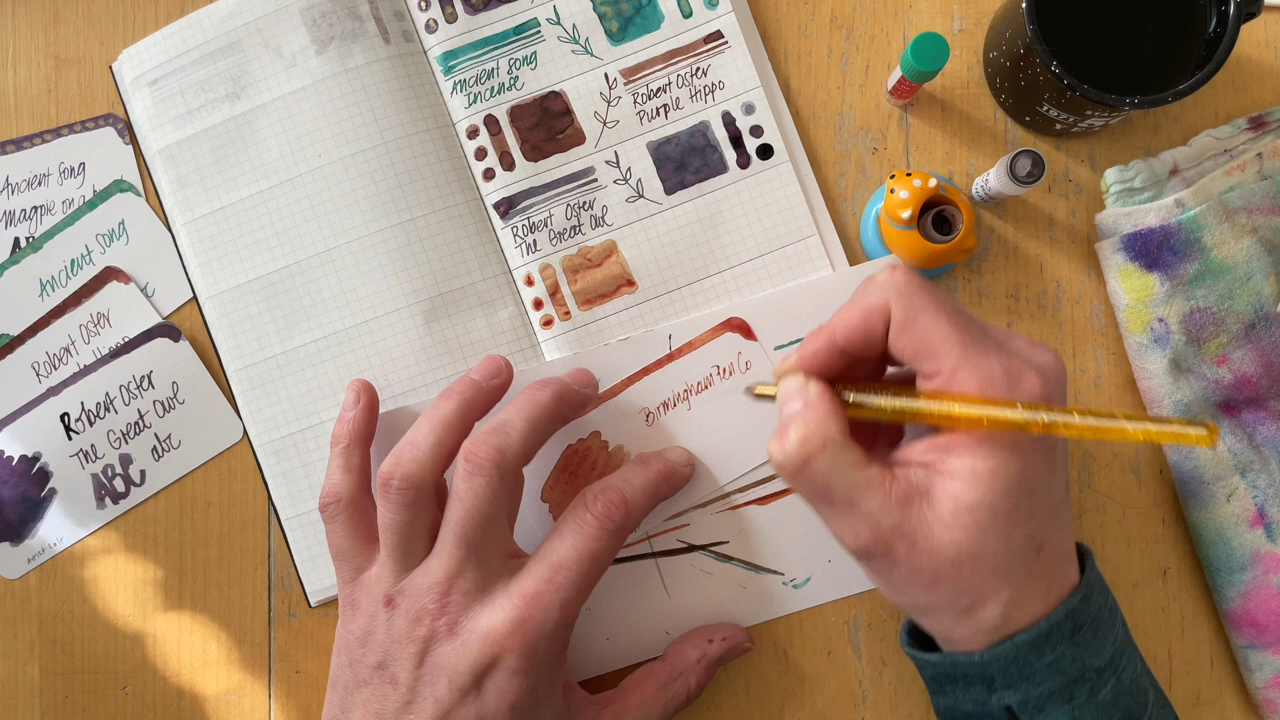 Ancient Song
Incense
Robert Oster
Purple Hippo
Robert Oster
The Great Owl
Ancient Song
Magpie
Ancient Song
Robert Oster
Hippo
Robert Oster
The Great Owl
ABC abc
Birmingham Pen Co